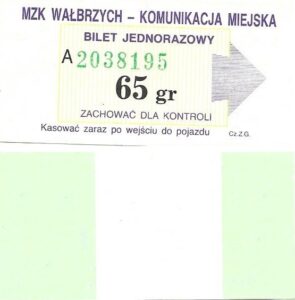 MZK WAŁBRZYCH – KOMUNIKACJA MIEJSKA
BILET JEDNORAZOWY
A 2038195
65 gr
ZACHOWAĆ DLA KONTROLI
Kasować zaraz po wejściu do pojazdu
Cz.Z.G.